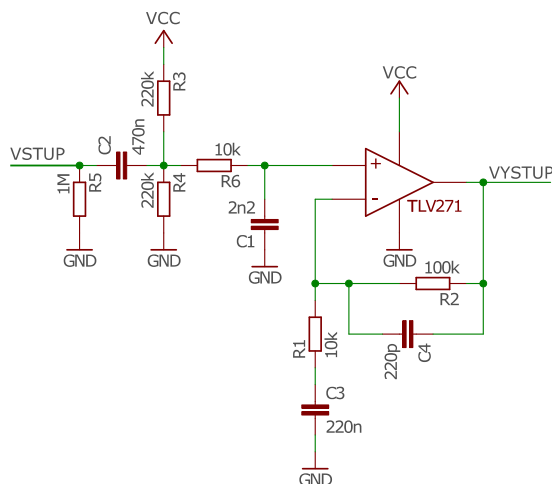 VCC
220k
R3
VCC
C2
470n
VSTUP
10k
R6
VYSTUP
1M
R5
220k
R4
+
-
TLV271
2n2
C1
GND
GND
GND
GND
100k
R2
R1
10k
220p
C4
C3
220n
GND